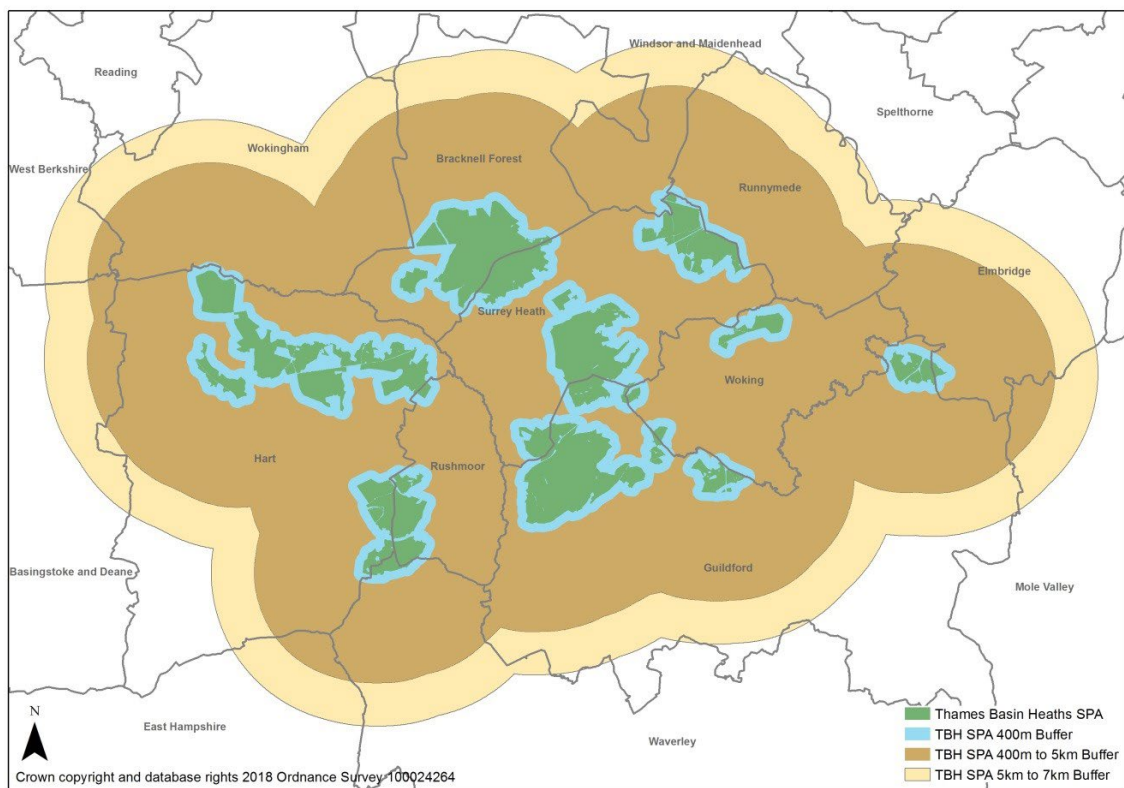 Windsor and Maidenhead
Reading
Spelthorne
Wokingham
Bracknell Forest
West Berkshire
Runnymede
Elmbridge
Surrey Heath
Woking
Hart
Rushmoor
Guildford
Basingstoke and Deane
Mole Valley
East Hampshire
Waverley
N
Crown copyright and database rights 2018 Ordnance Survey 100024264
Thames Basin Heaths SPA
TBH SPA 400m Buffer
TBH SPA 400m to 5km Buffer
TBH SPA 5km to 7km Buffer